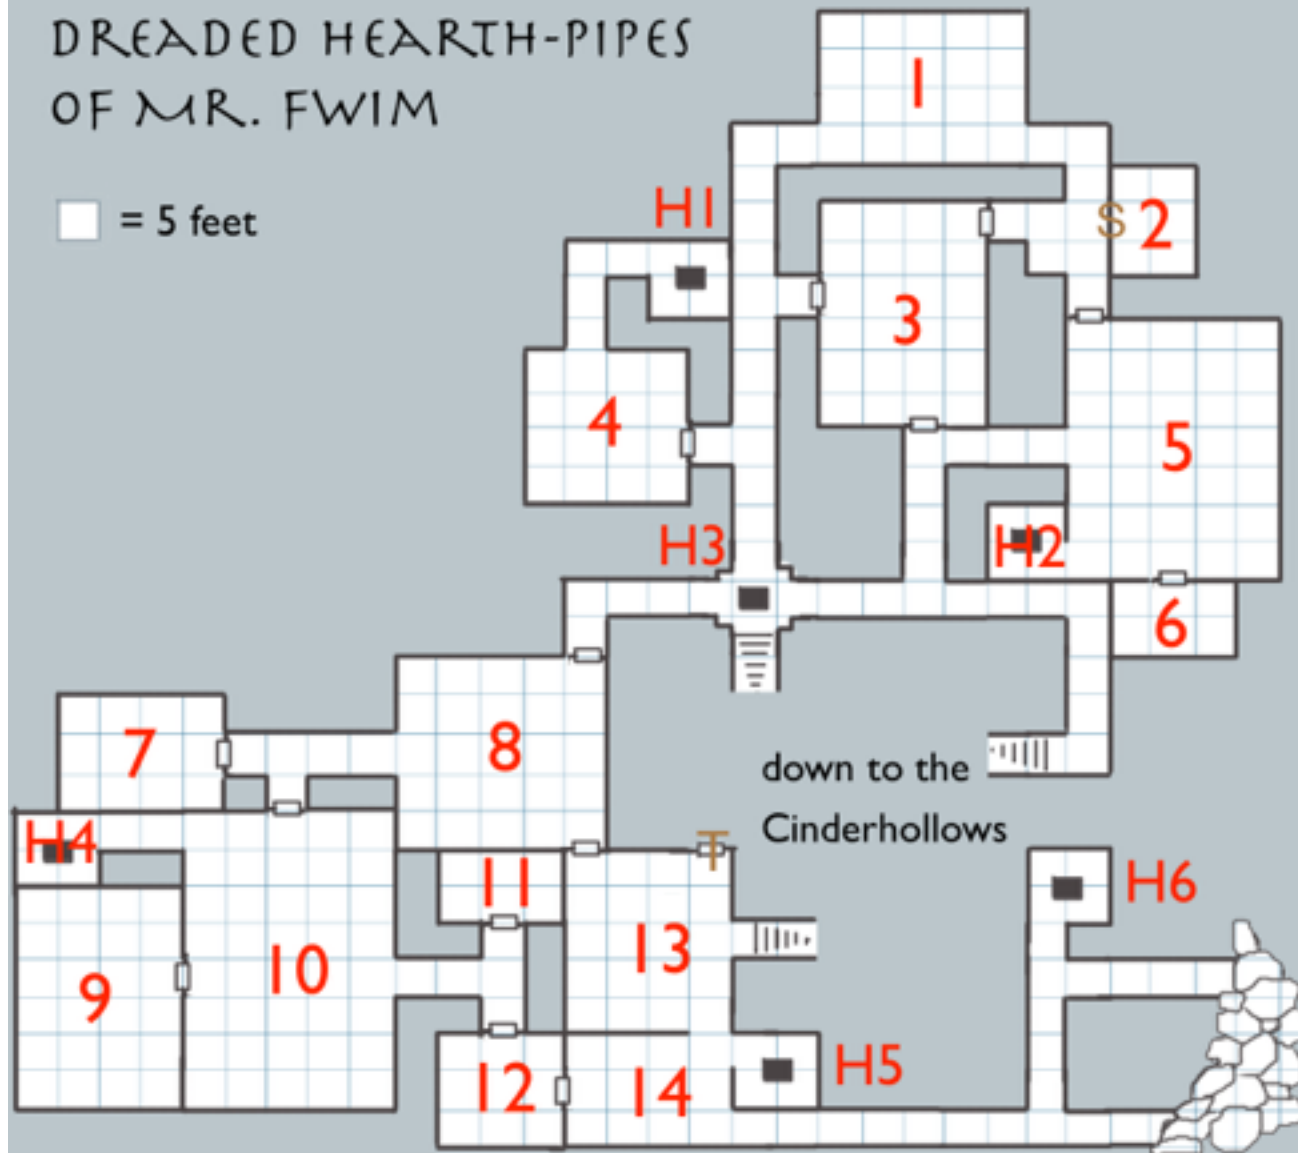 DREADED HEARTH-PIPES
OF MR. FWIM
= 5 feet
1
H1
S 2
3
4
5
H3
H2
6
7
8
down to the
Cinderhollows
T
H4
11
H6
13
10
9
H5
12
14